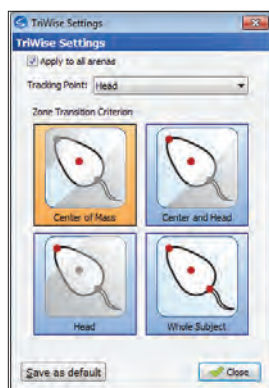 TriWise Settings
TriWise Settings
Apply to all arenas
Tracking Point: Head
Zone Transition Criterion
Center of Mass
Center and Head
Head
Whole Subject
Save as default
Close